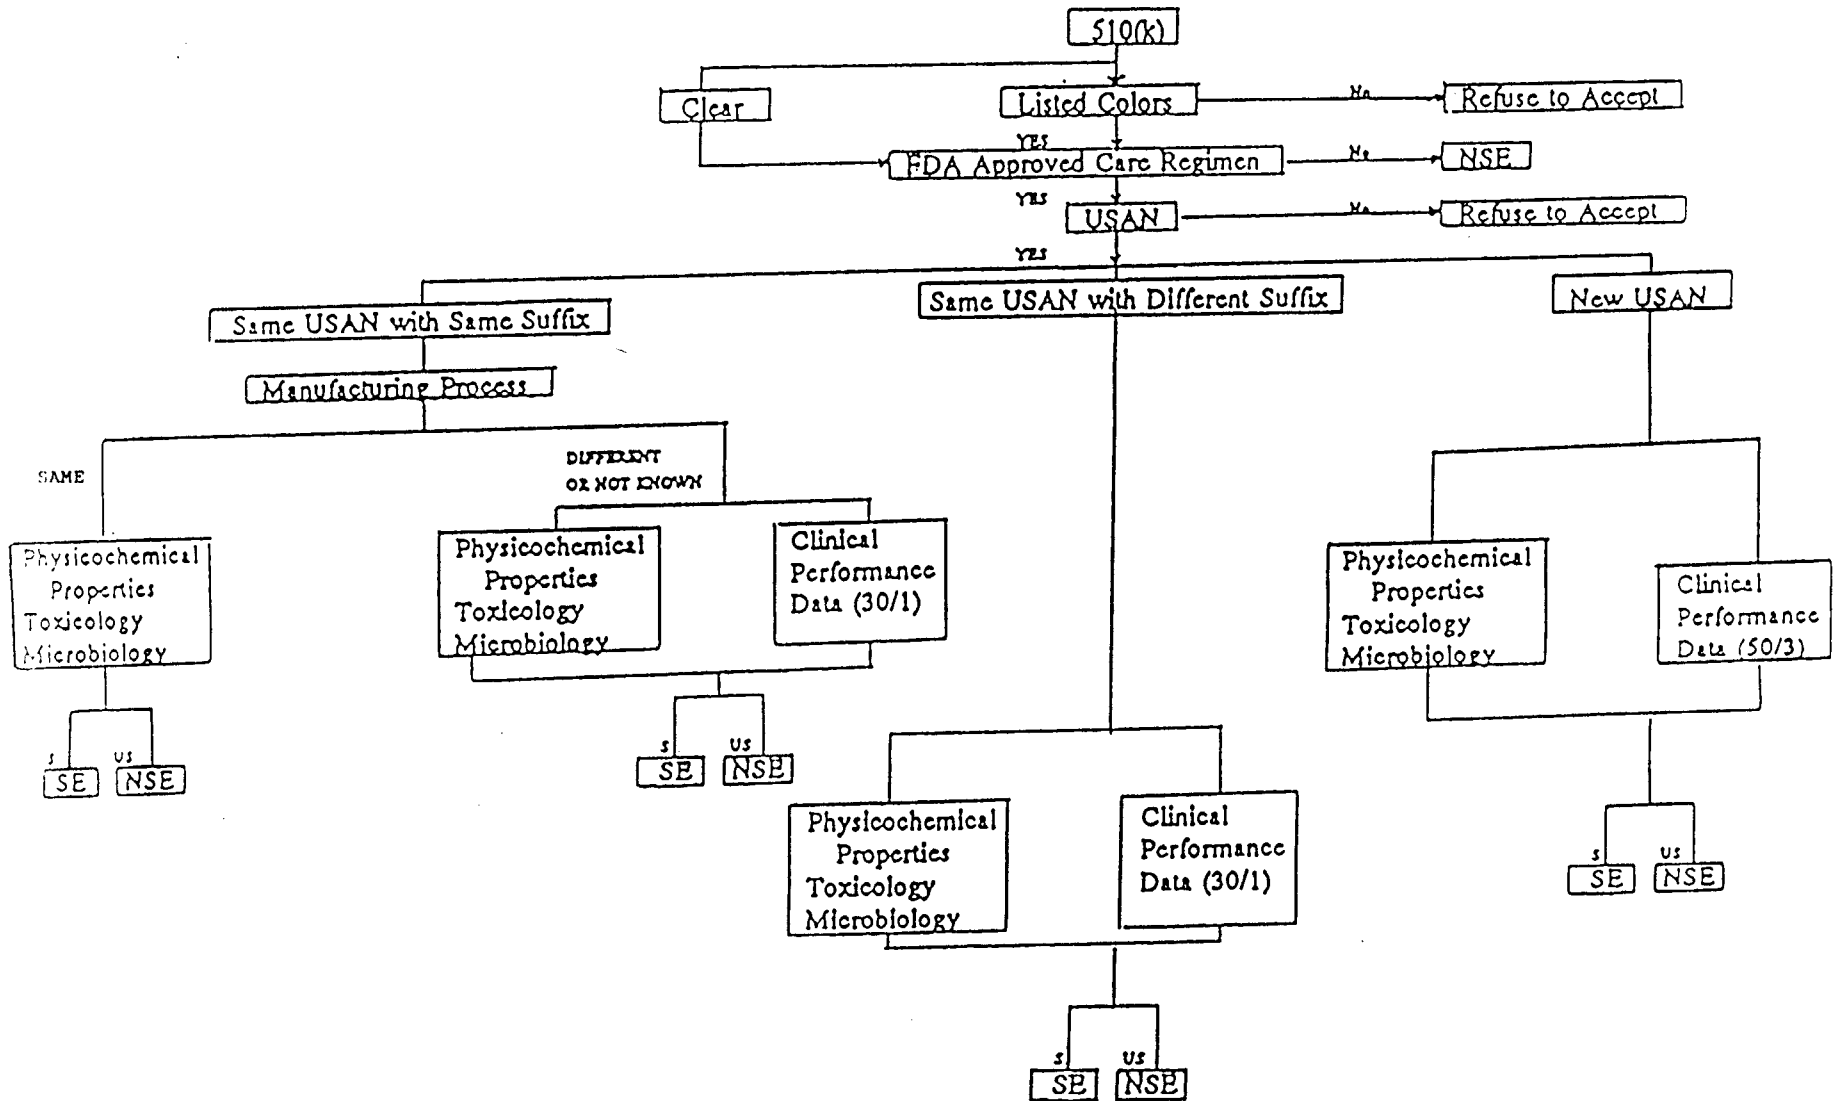 510(k)
Clear
Listed Colors
No
Refuse to Accept
YES
FDA Approved Care Regimen
No
NSE
YES
USAN
No
Refuse to Accept
YES
Same USAN with Same Suffix
Same USAN with Different Suffix
New USAN
Manufacturing Process
SAME
DIFFERENT
OR NOT KNOWN
Physicochemical
Properties
Toxicology
Microbiology
S
US
SE
NSE
Physicochemical
Properties
Toxicology
Microbiology
Clinical
Performance
Data (30/1)
S
US
SE
NSE
Physicochemical
Properties
Toxicology
Microbiology
Clinical
Performance
Data (30/1)
S
US
SE
NSE
Physicochemical
Properties
Toxicology
Microbiology
Clinical
Performance
Data (50/3)
S
US
SE
NSE